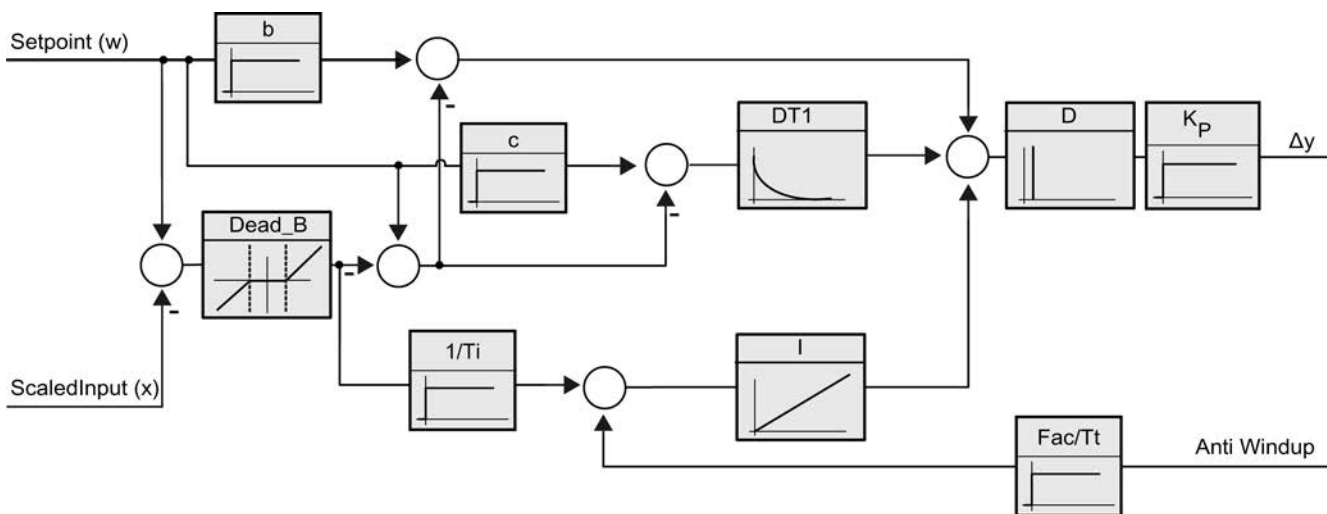 b
Setpoint (w)
-
DT1
D
K_P
c
Δy
-
Dead_B
-
-
1/Ti
I
ScaledInput (x)
Fac/Tt
Anti Windup